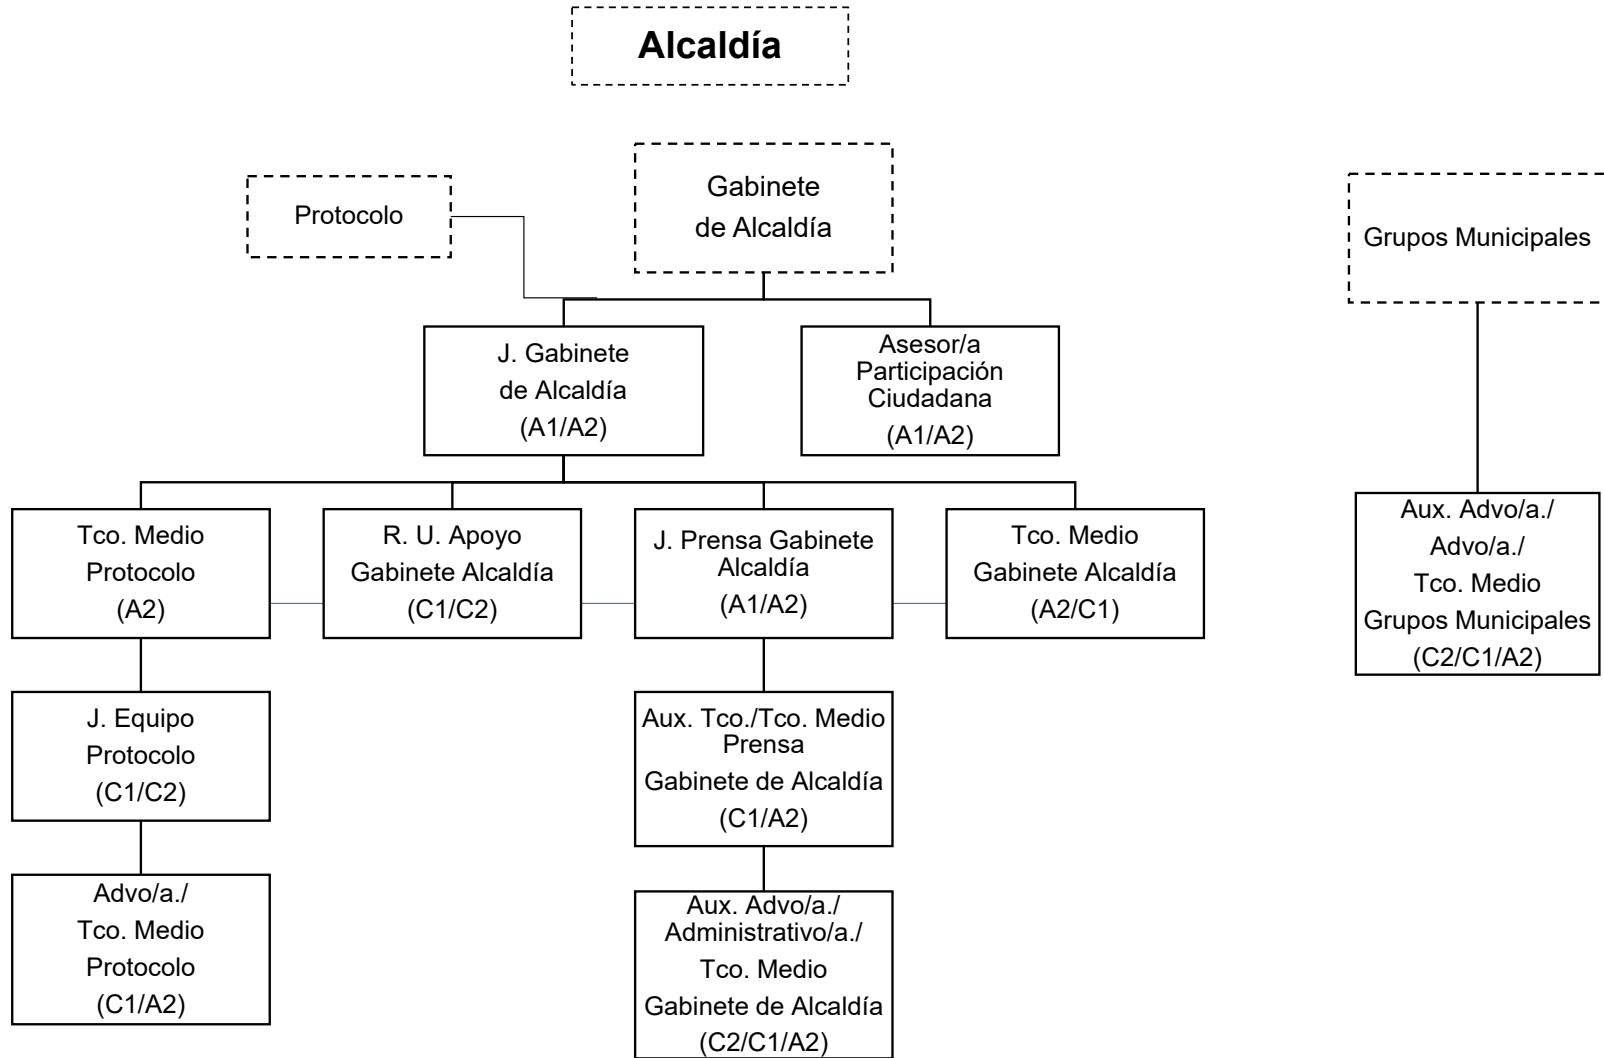 Alcaldía
Gabinete
de Alcaldía
Protocolo
Grupos Municipales
J. Gabinete
de Alcaldía
(A1/A2)
Asesor/a
Participación
Ciudadana
(A1/A2)
Tco. Medio
Protocolo
(A2)
R. U. Apoyo
Gabinete Alcaldía
(C1/C2)
J. Prensa Gabinete
Alcaldía
(A1/A2)
Tco. Medio
Gabinete Alcaldía
(A2/C1)
Aux. Advo/a./
Advo/a./
Tco. Medio
Grupos Municipales
(C2/C1/A2)
J. Equipo
Protocolo
(C1/C2)
Aux. Tco./Tco. Medio
Prensa
Gabinete de Alcaldía
(C1/A2)
Advo/a./
Tco. Medio
Protocolo
(C1/A2)
Aux. Advo/a./
Administrativo/a./
Tco. Medio
Gabinete de Alcaldía
(C2/C1/A2)